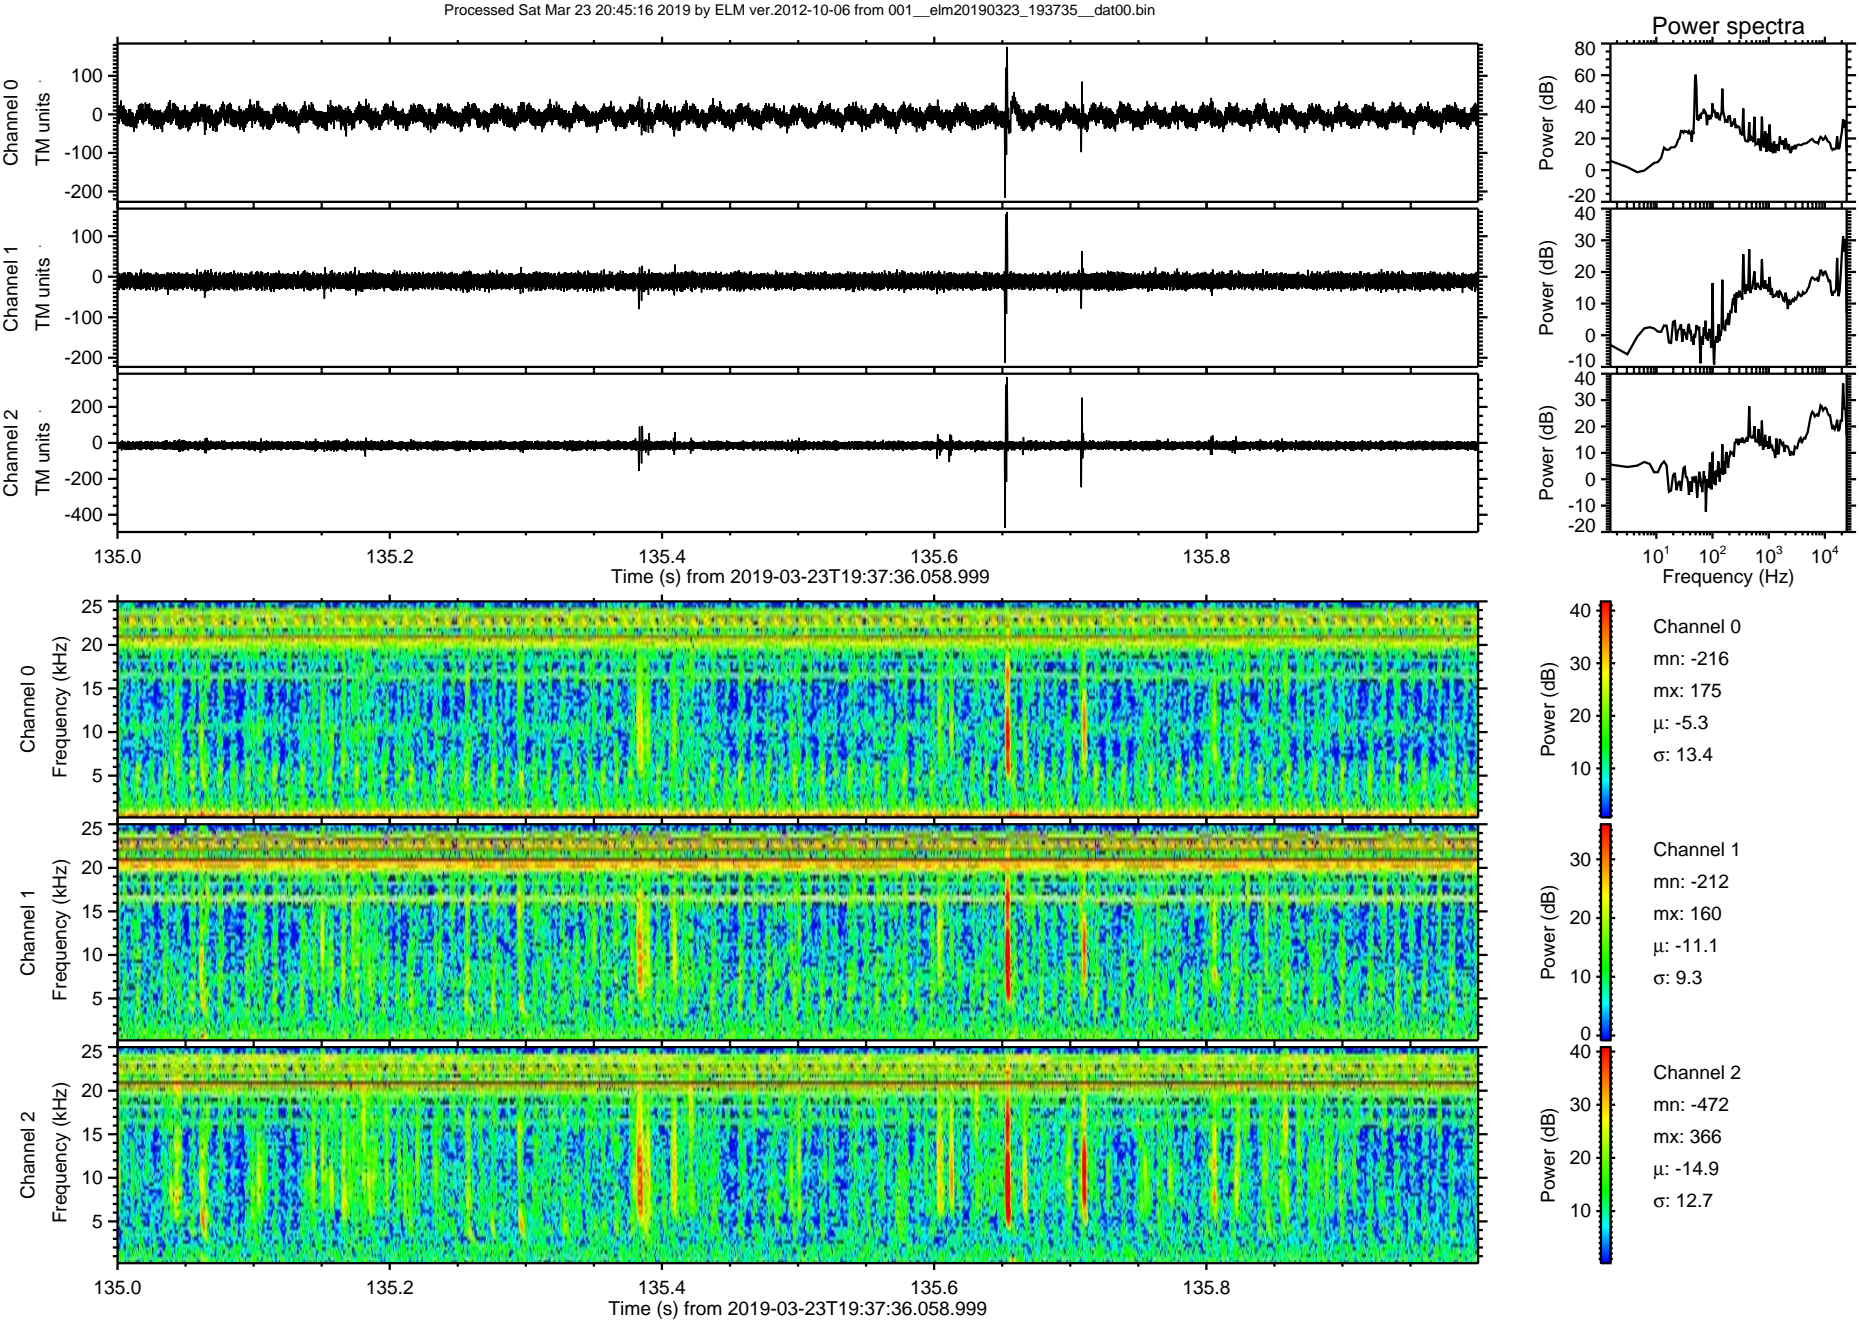 Processed Sat Mar 23 20:45:16 2019 by ELM ver.2012-10-06 from 001__elm20190323_193735__dat00.bin
Power spectra
Channel 0
TM units
100
0
-100
-200
Power (dB)
80
60
40
20
0
-20
Channel 1
TM units
100
0
-100
-200
Power (dB)
40
30
20
10
0
-10
Channel 2
TM units
200
0
-200
-400
Power (dB)
40
30
20
10
0
-10
-20
135.0 135.2 135.4 135.6 135.8
Time (s) from 2019-03-23T19:37:36.058.999
10¹ 10² 10³ 10⁴
Frequency (Hz)
Channel 0
Frequency (kHz)
25
20
15
10
5
Power (dB)
40
30
20
10
Channel 0
mn: -216
mx: 175
µ: -5.3
σ: 13.4
Channel 1
Frequency (kHz)
25
20
15
10
5
Power (dB)
30
20
10
0
Channel 1
mn: -212
mx: 160
µ: -11.1
σ: 9.3
Channel 2
Frequency (kHz)
25
20
15
10
5
Power (dB)
40
30
20
10
Channel 2
mn: -472
mx: 366
µ: -14.9
σ: 12.7
135.0 135.2 135.4 135.6 135.8
Time (s) from 2019-03-23T19:37:36.058.999